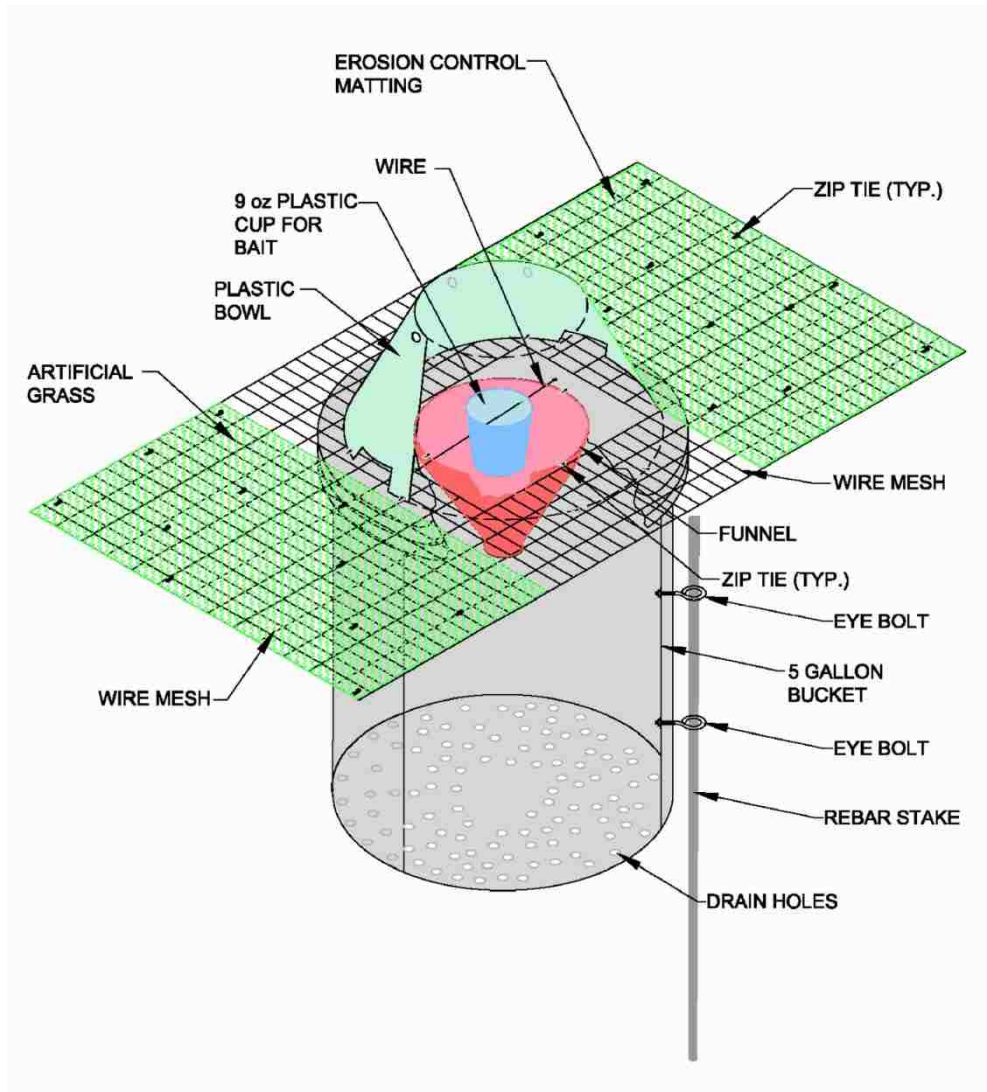 EROSION CONTROL
MATTING
WIRE
ZIP TIE (TYP.)
9 oz PLASTIC
CUP FOR
BAIT
PLASTIC
BOWL
ARTIFICIAL
GRASS
WIRE MESH
FUNNEL
ZIP TIE (TYP.)
EYE BOLT
5 GALLON
BUCKET
WIRE MESH
EYE BOLT
REBAR STAKE
DRAIN HOLES